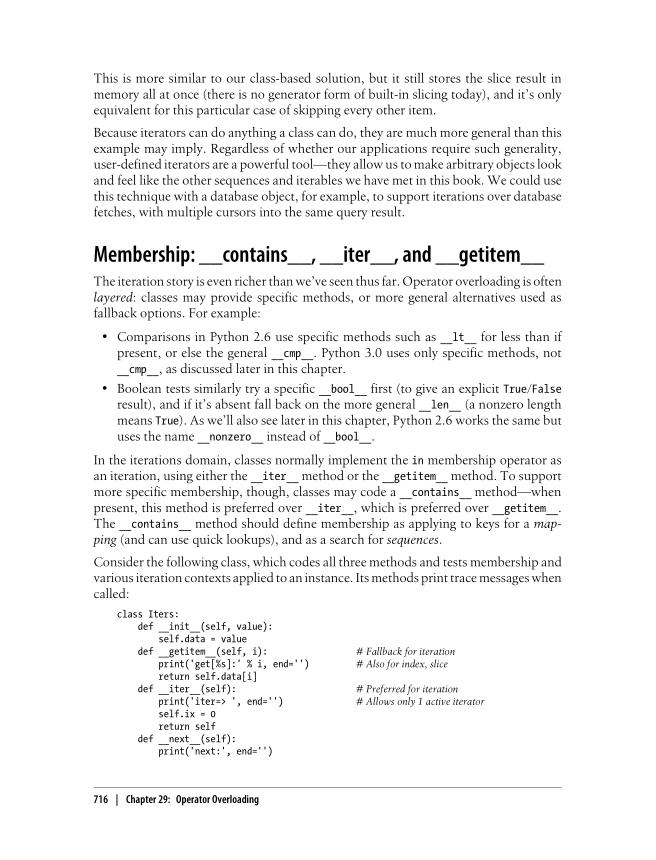 This is more similar to our class-based solution, but it still stores the slice result in
memory all at once (there is no generator form of built-in slicing today), and it's only
equivalent for this particular case of skipping every other item.
Because iterators can do anything a class can do, they are much more general than this
example may imply. Regardless of whether our applications require such generality,
user-defined iterators are a powerful tool—they allow us to make arbitrary objects look
and feel like the other sequences and iterables we have met in this book. We could use
this technique with a database object, for example, to support iterations over database
fetches, with multiple cursors into the same query result.
Membership: __contains__, __iter__, and __getitem__
The iteration story is even richer than we've seen thus far. Operator overloading is often
layered: classes may provide specific methods, or more general alternatives used as
fallback options. For example:
• Comparisons in Python 2.6 use specific methods such as __lt__ for less than if
present, or else the general __cmp__. Python 3.0 uses only specific methods, not
__cmp__, as discussed later in this chapter.
• Boolean tests similarly try a specific __bool__ first (to give an explicit True/False
result), and if it's absent fall back on the more general __len__ (a nonzero length
means True). As we'll also see later in this chapter, Python 2.6 works the same but
uses the name __nonzero__ instead of __bool__.
In the iterations domain, classes normally implement the in membership operator as
an iteration, using either the __iter__ method or the __getitem__ method. To support
more specific membership, though, classes may code a __contains__ method—when
present, this method is preferred over __iter__, which is preferred over __getitem__.
The __contains__ method should define membership as applying to keys for a map-
ping (and can use quick lookups), and as a search for sequences.
Consider the following class, which codes all three methods and tests membership and
various iteration contexts applied to an instance. Its methods print trace messages when
called:
class Iters:
    def __init__(self, value):
        self.data = value
    def __getitem__(self, i):    # Fallback for iteration
        print('get[%s]:' % i, end='')    # Also for index, slice
        return self.data[i]
    def __iter__(self):    # Preferred for iteration
        print('iter=> ', end='')    # Allows only 1 active iterator
        self.ix = 0
        return self
    def __next__(self):
        print('next:', end='')
716 | Chapter 29: Operator Overloading